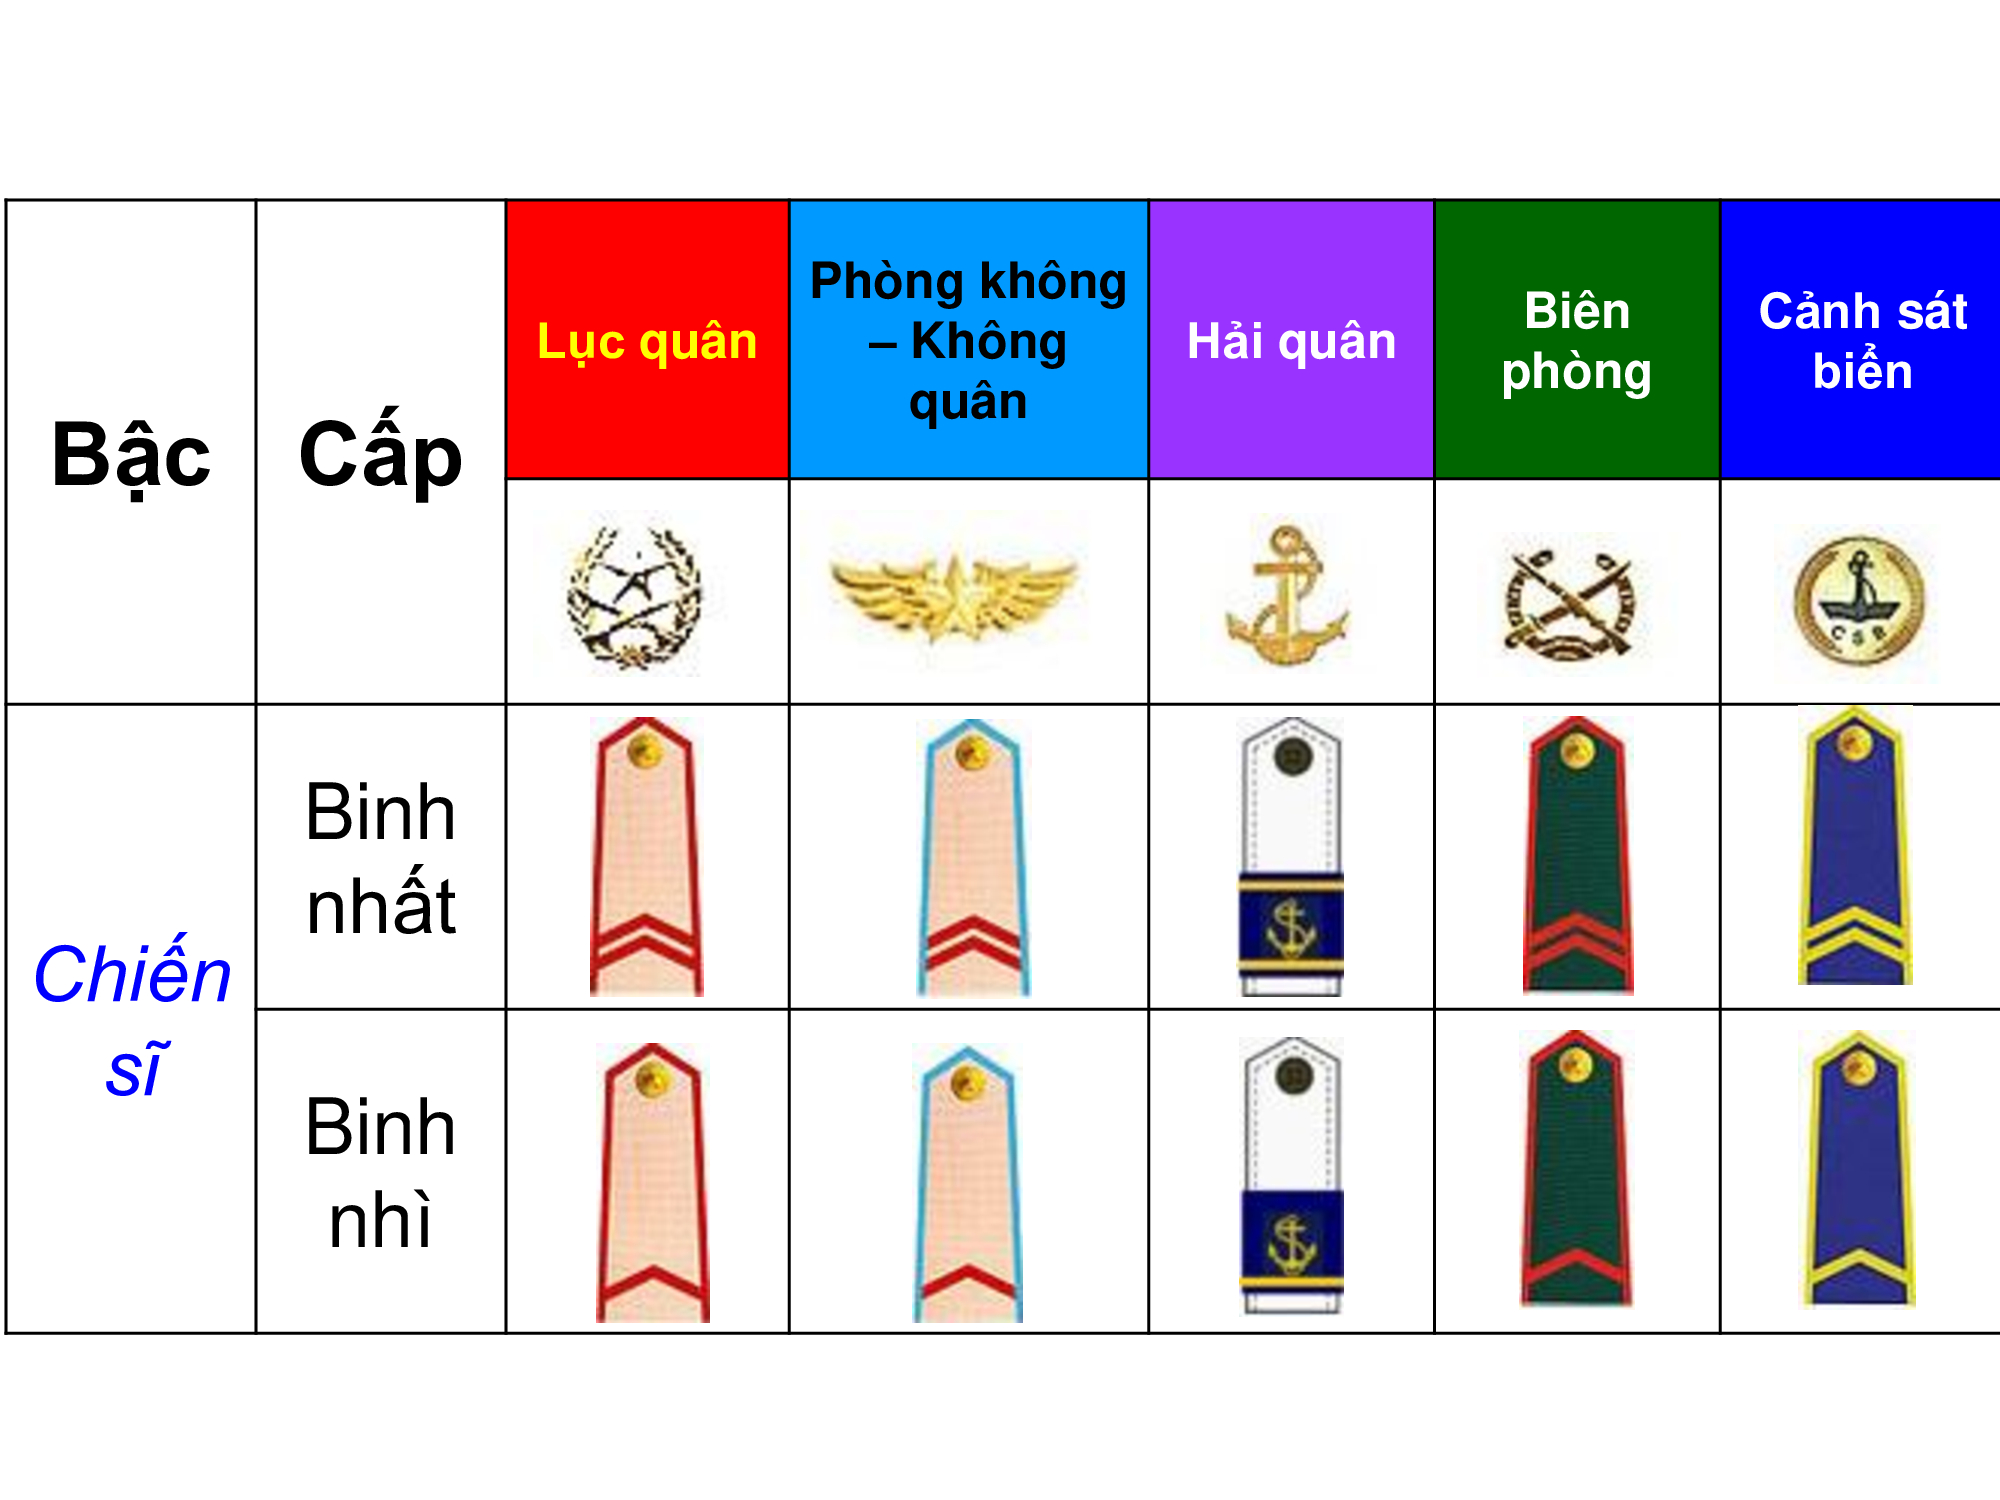 Bậc
Cấp
Lục quân
Phòng không
– Không
quân
Hải quân
Biên
phòng
Cảnh sát
biển
CSB
Chiến
sĩ
Binh
nhất
Binh
nhì